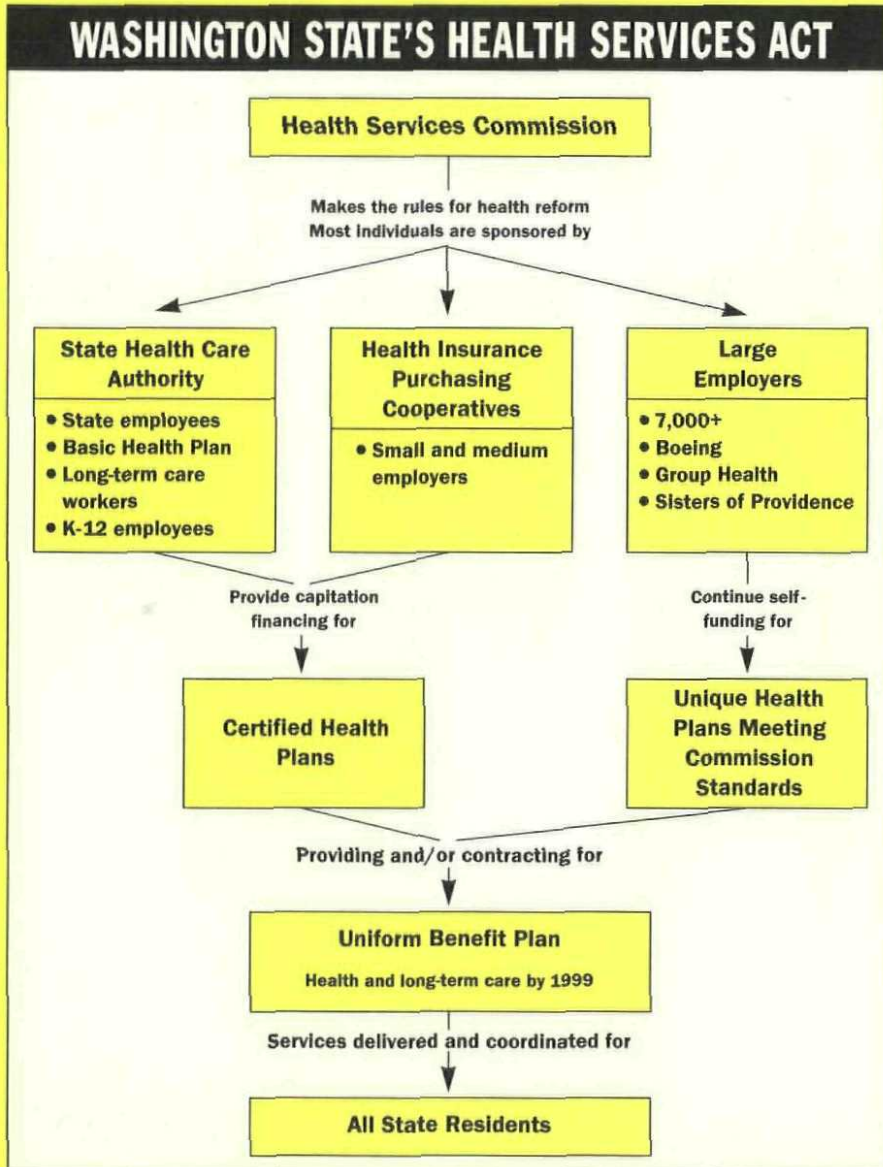 WASHINGTON STATE'S HEALTH SERVICES ACT
Health Services Commission
Makes the rules for health reform
Most individuals are sponsored by
State Health Care
Authority
• State employees
• Basic Health Plan
• Long-term care
workers
• K-12 employees
Health Insurance
Purchasing
Cooperatives
• Small and medium
employers
Large
Employers
• 7,000+
• Boeing
• Group Health
• Sisters of Providence
Provide capitation
financing for
Continue self-
funding for
Certified Health
Plans
Unique Health
Plans Meeting
Commission
Standards
Providing and/or contracting for
Uniform Benefit Plan
Health and long-term care by 1999
Services delivered and coordinated for
All State Residents